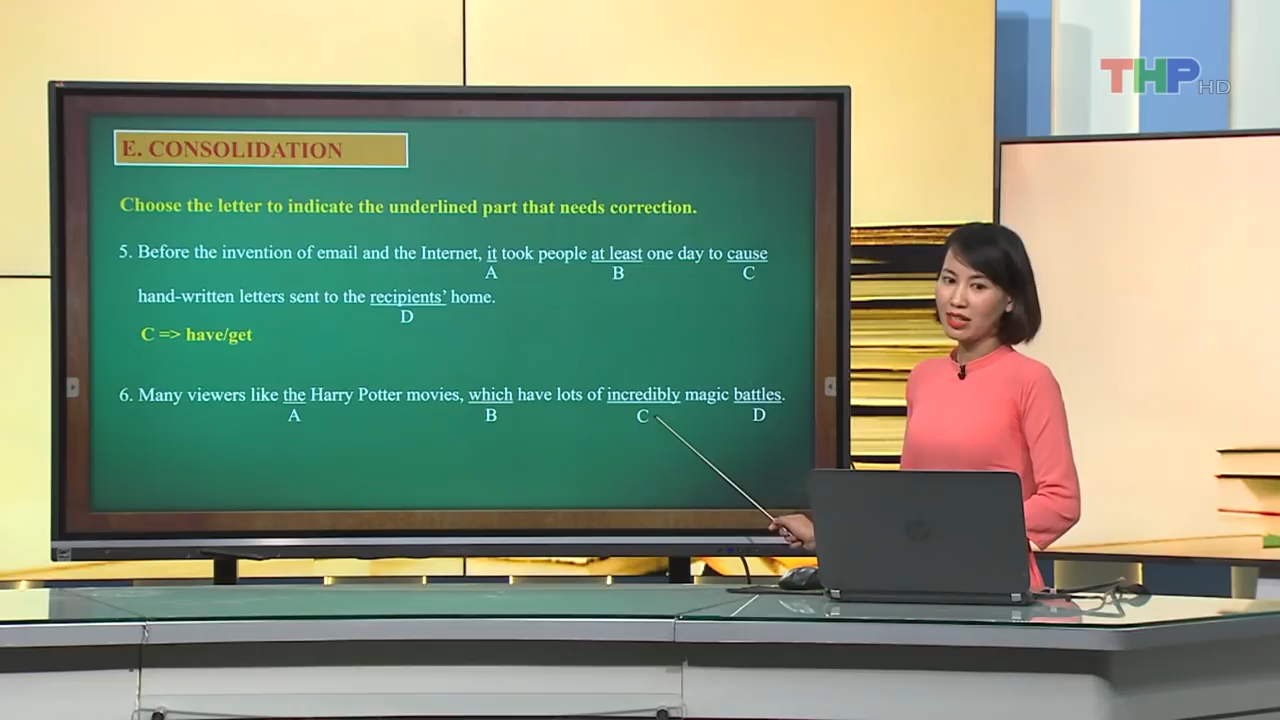 THP HD
E. CONSOLIDATION
Choose the letter to indicate the underlined part that needs correction.
5. Before the invention of email and the Internet, it took people at least one day to cause
A B C
hand-written letters sent to the recipients’ home.
D
C => have/get
6. Many viewers like the Harry Potter movies, which have lots of incredibly magic battles.
A B C D